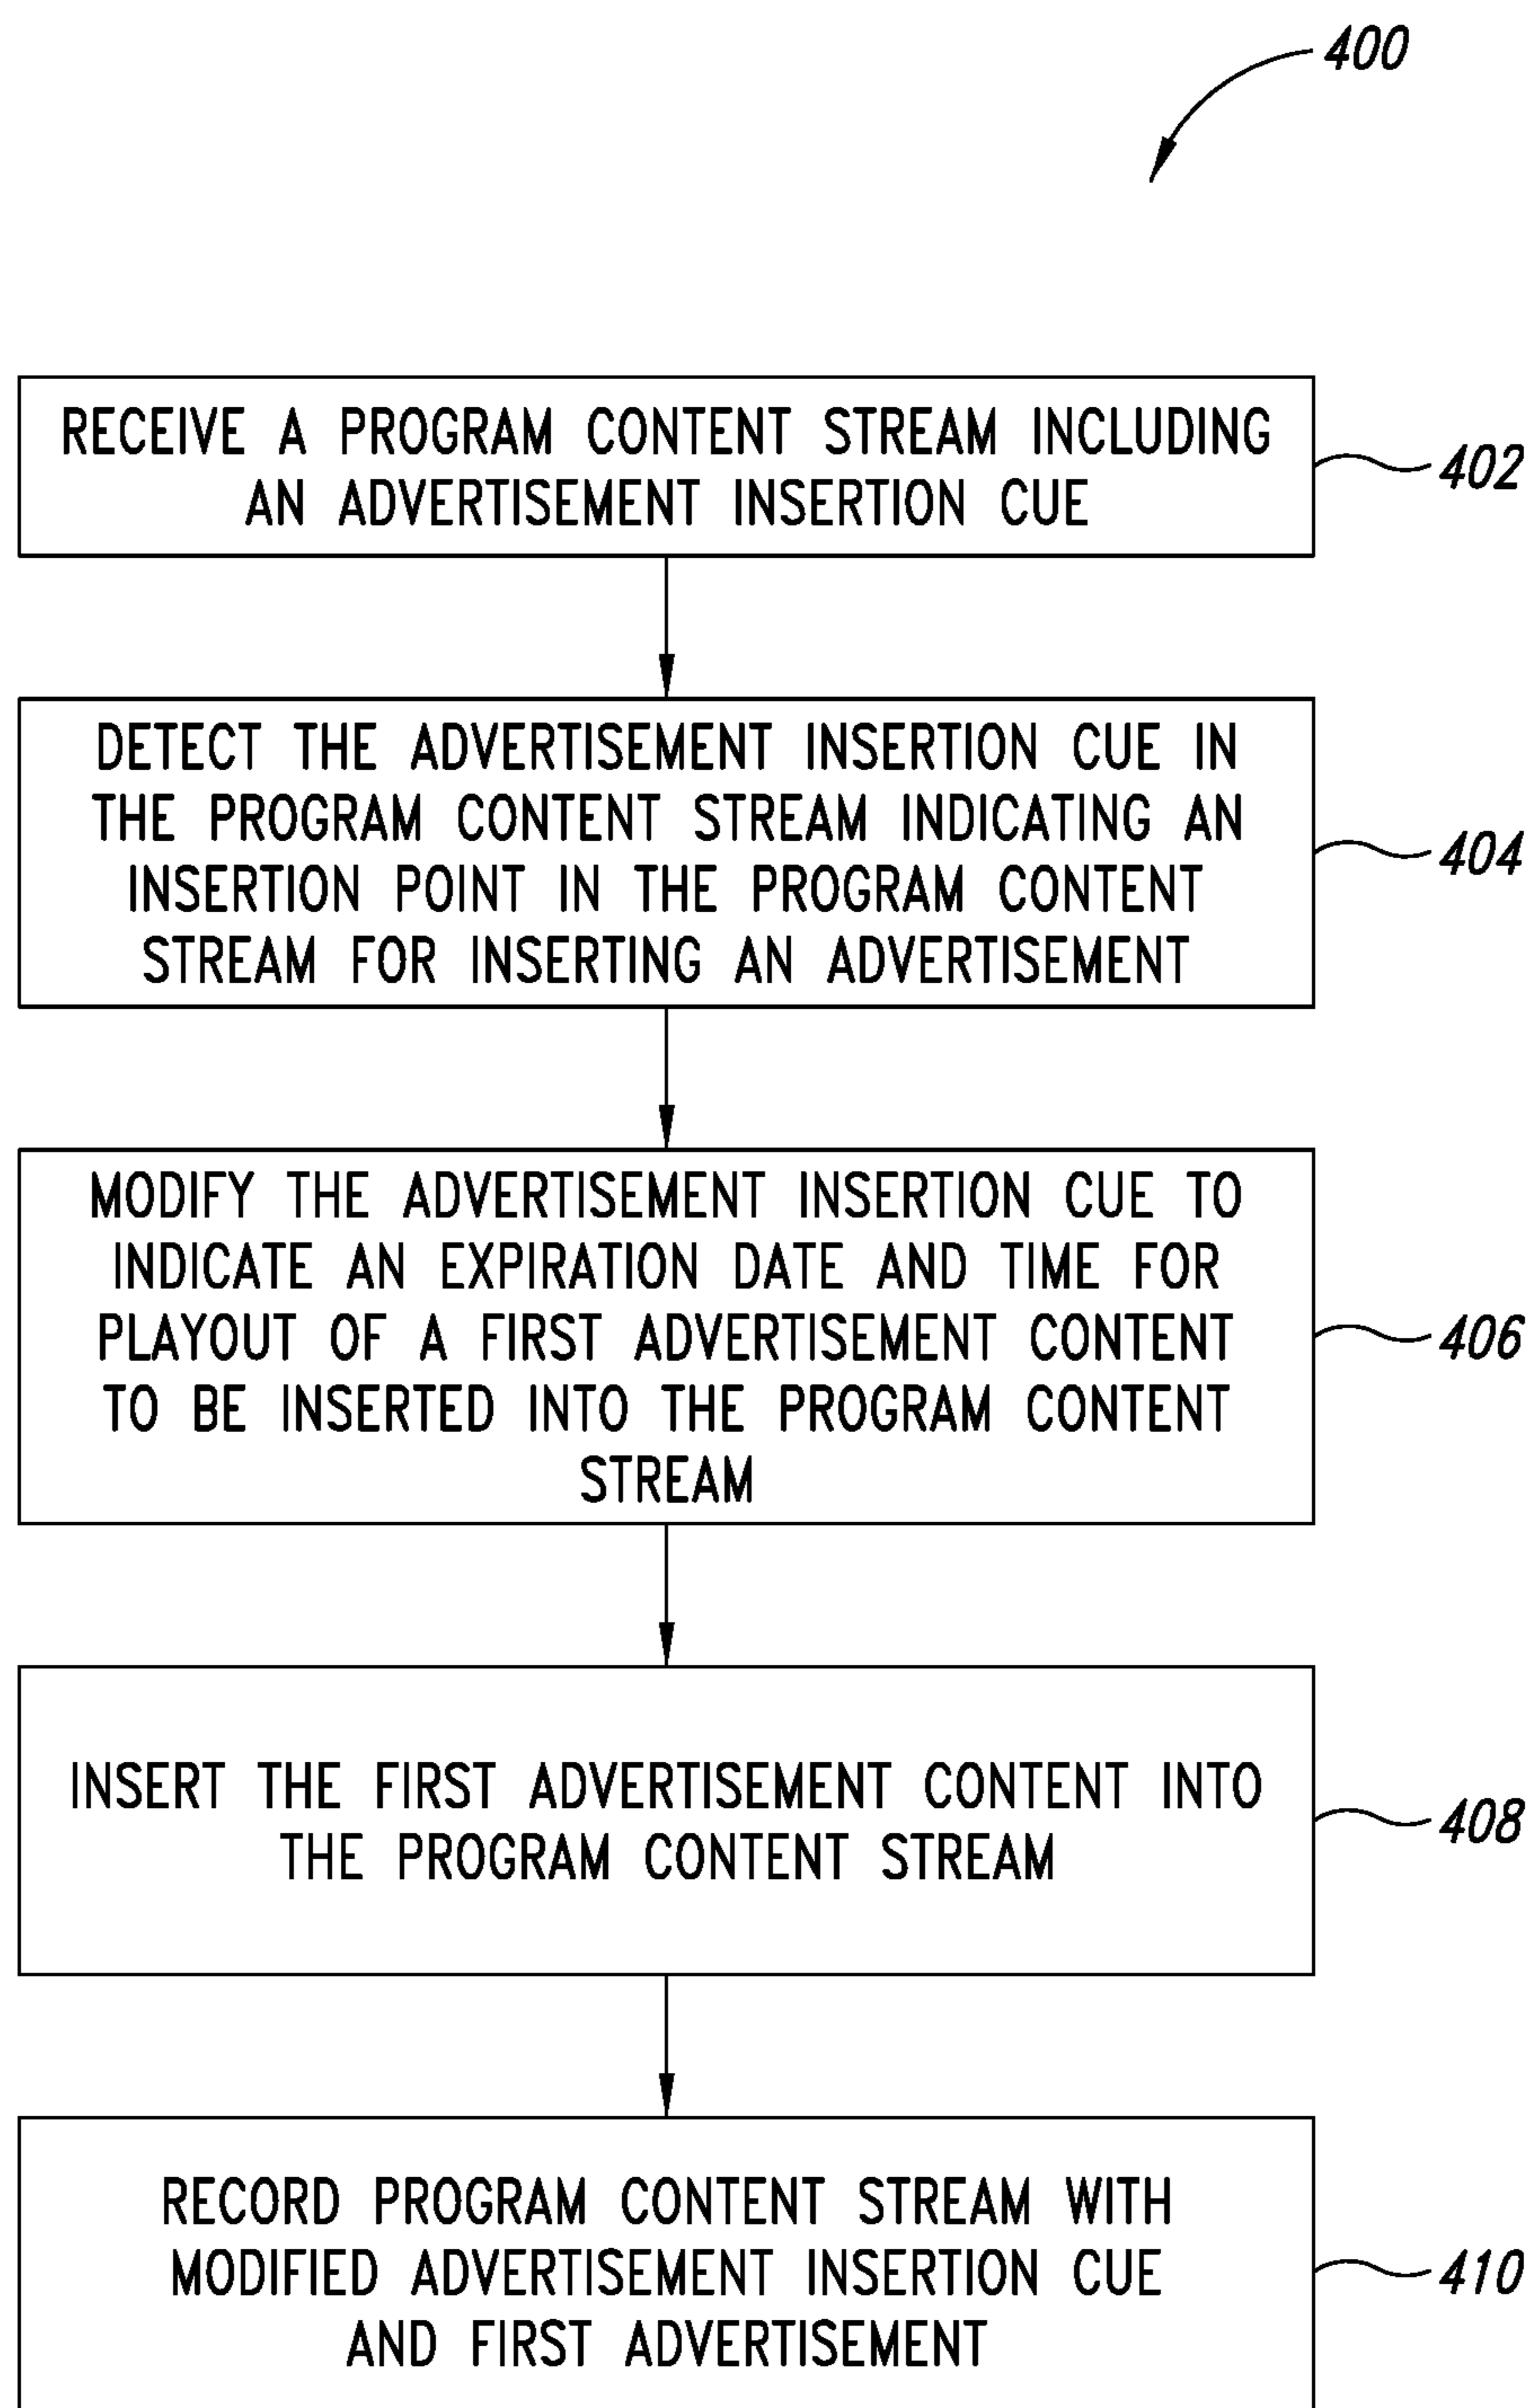 400
RECEIVE A PROGRAM CONTENT STREAM INCLUDING
AN ADVERTISEMENT INSERTION CUE
402
DETECT THE ADVERTISEMENT INSERTION CUE IN
THE PROGRAM CONTENT STREAM INDICATING AN
INSERTION POINT IN THE PROGRAM CONTENT
STREAM FOR INSERTING AN ADVERTISEMENT
404
MODIFY THE ADVERTISEMENT INSERTION CUE TO
INDICATE AN EXPIRATION DATE AND TIME FOR
PLAYOUT OF A FIRST ADVERTISEMENT CONTENT
TO BE INSERTED INTO THE PROGRAM CONTENT
STREAM
406
INSERT THE FIRST ADVERTISEMENT CONTENT INTO
THE PROGRAM CONTENT STREAM
408
RECORD PROGRAM CONTENT STREAM WITH
MODIFIED ADVERTISEMENT INSERTION CUE
AND FIRST ADVERTISEMENT
410